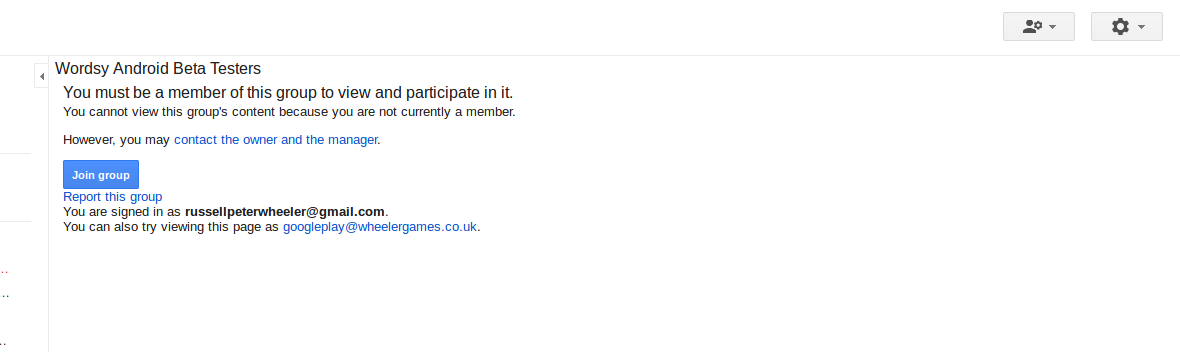 Wordsy Android Beta Testers
You must be a member of this group to view and participate in it.
You cannot view this group's content because you are not currently a member.
However, you may contact the owner and the manager.
Join group
Report this group
You are signed in as russellpeterwheeler@gmail.com.
You can also try viewing this page as googleplay@wheelergames.co.uk.